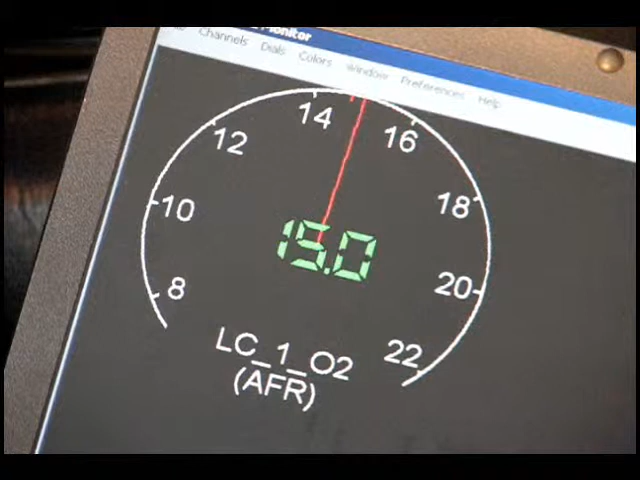 Monitor
Channels Dials Colors Window Preferences Help
14
12
16
10
18
15.0
8
20
LC_1_O2
22
(AFR)